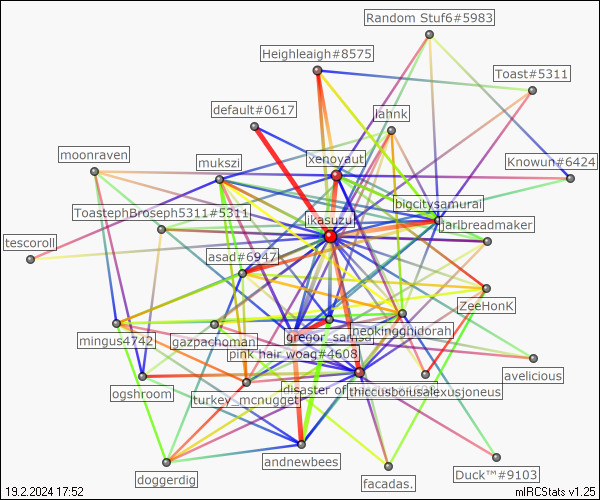 Random Stuf6#5983
Heighleaigh#8575
Toast#5311
default#0617
lahnk
moonraven
xenoyaut
mukszi
Knowun#6424
bigcitysamurai
ToastephBroseph5311#5311
ikasuzu
jarlbreadmaker
tescoroll
asad#6947
ZeeHonK
neokingghidorah
mingus4742
gazpachoman
gregor_samsa
pink hair woag#4608
avelicious
ogshroom
disaster of
turkey_mcnugget
thiccusboiusalexusjoneus
andnewbees
doggerdig
facadas.
Duck™#9103
19.2.2024 17:52
mIRCStats v1.25